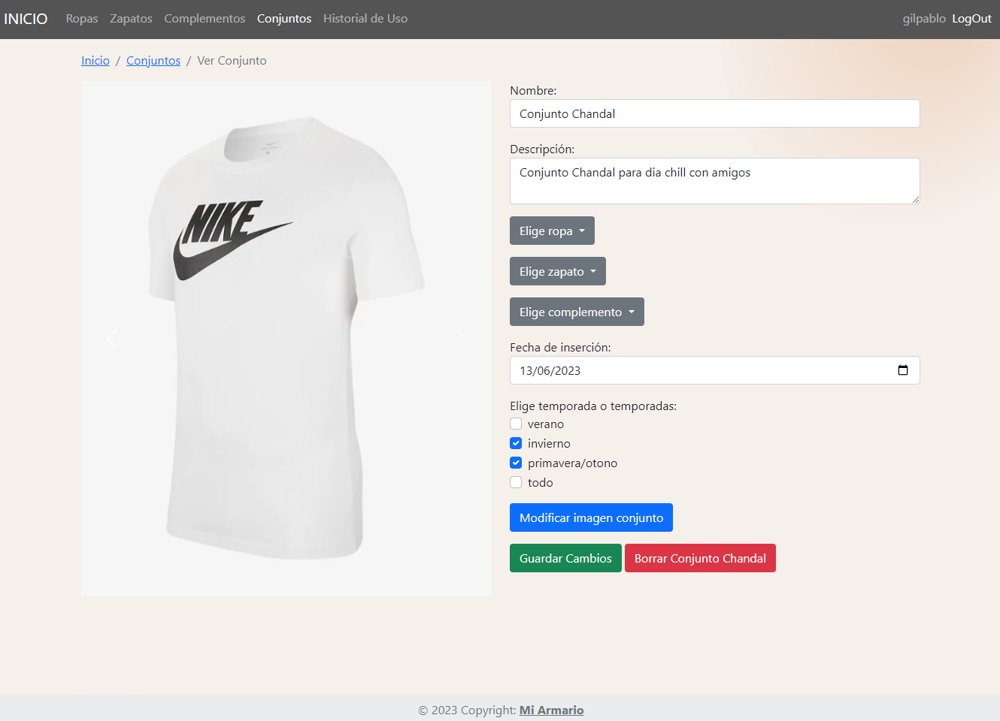 INICIO Ropas Zapatos Complementos Conjuntos Historial de Uso gilpablo LogOut
Inicio / Conjuntos / Ver Conjunto
NIKE
Nombre:
Conjunto Chandal
Descripción:
Conjunto Chandal para dia chill con amigos
Elige ropa
Elige zapato
Elige complemento
Fecha de inserción:
13/06/2023
Elige temporada o temporadas:
verano
invierno
primavera/otono
todo
Modificar imagen conjunto
Guardar Cambios Borrar Conjunto Chandal
© 2023 Copyright: Mi Armario